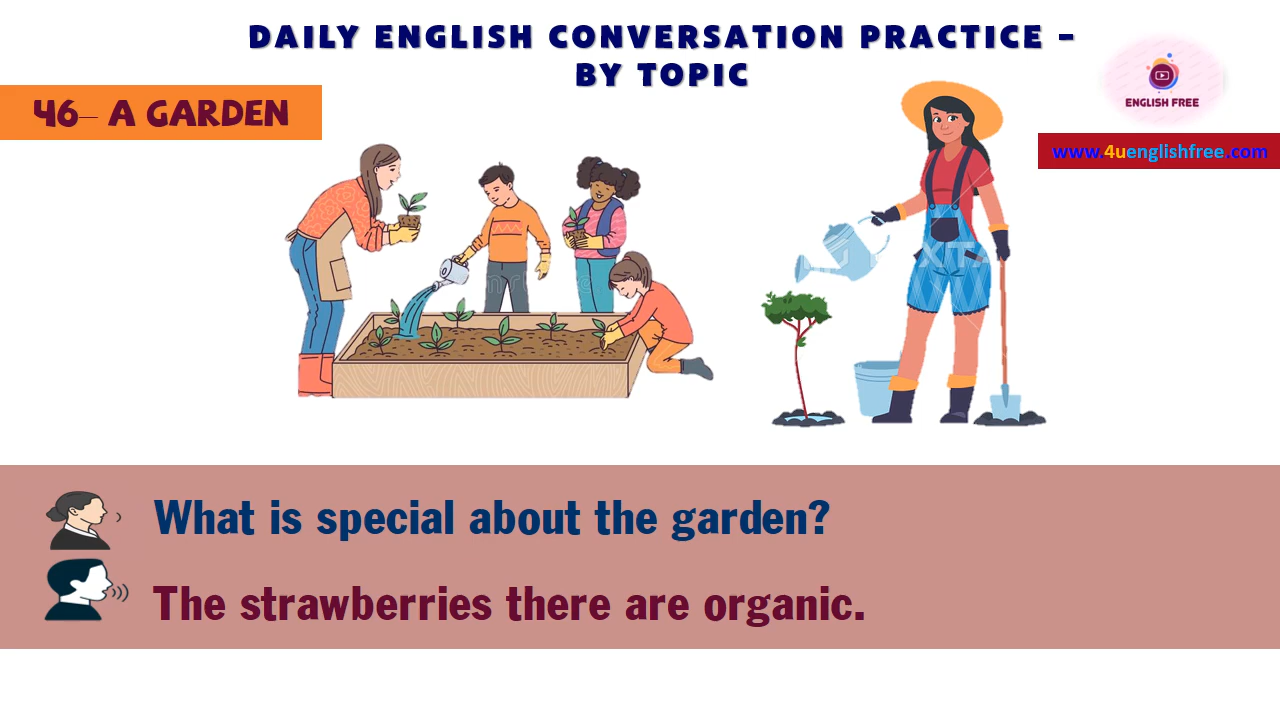 DAILY ENGLISH CONVERSATION PRACTICE –
BY TOPIC
46– A GARDEN
ENGLISH FREE
www.4uenglishfree.com
What is special about the garden?
The strawberries there are organic.